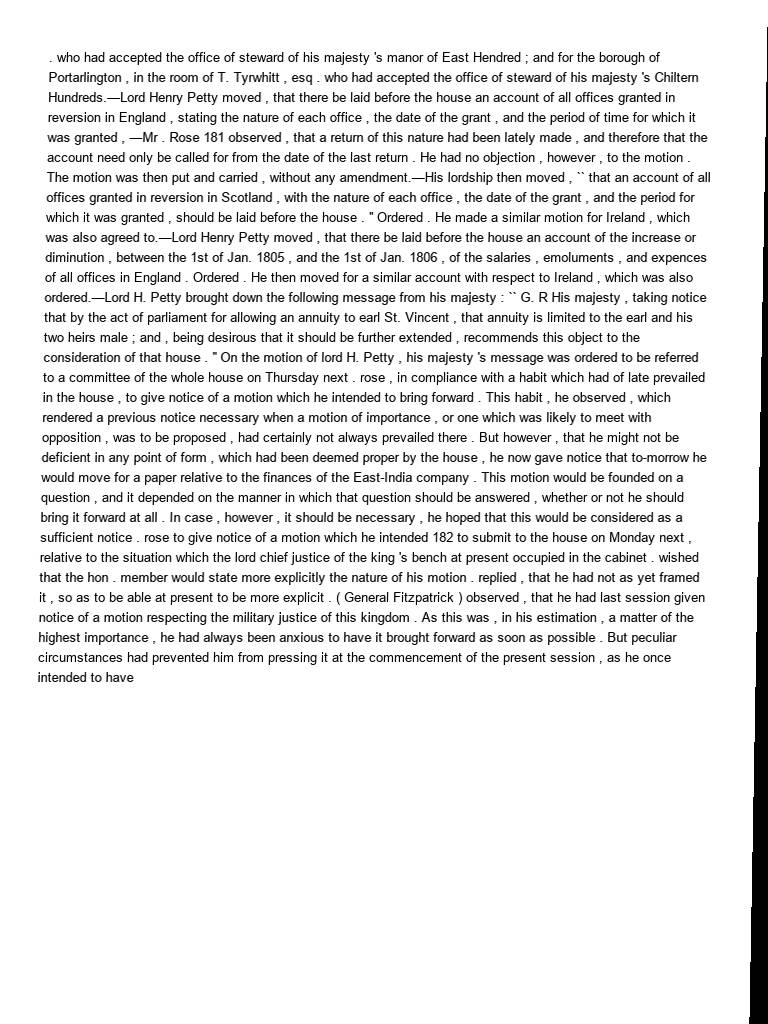 . who had accepted the office of steward of his majesty 's manor of East Hendred ; and for the borough of
Portarlington , in the room of T. Tyrwhitt , esq . who had accepted the office of steward of his majesty 's Chiltern
Hundreds.—Lord Henry Petty moved , that there be laid before the house an account of all offices granted in
reversion in England , stating the nature of each office , the date of the grant , and the period of time for which it
was granted , —Mr . Rose 181 observed , that a return of this nature had been lately made , and therefore that the
account need only be called for from the date of the last return . He had no objection , however , to the motion .
The motion was then put and carried , without any amendment.—His lordship then moved , `` that an account of all
offices granted in reversion in Scotland , with the nature of each office , the date of the grant , and the period for
which it was granted , should be laid before the house . " Ordered . He made a similar motion for Ireland , which
was also agreed to.—Lord Henry Petty moved , that there be laid before the house an account of the increase or
diminution , between the 1st of Jan. 1805 , and the 1st of Jan. 1806 , of the salaries , emoluments , and expences
of all offices in England . Ordered . He then moved for a similar account with respect to Ireland , which was also
ordered.—Lord H. Petty brought down the following message from his majesty : `` G. R His majesty , taking notice
that by the act of parliament for allowing an annuity to earl St. Vincent , that annuity is limited to the earl and his
two heirs male ; and , being desirous that it should be further extended , recommends this object to the
consideration of that house . " On the motion of lord H. Petty , his majesty 's message was ordered to be referred
to a committee of the whole house on Thursday next . rose , in compliance with a habit which had of late prevailed
in the house , to give notice of a motion which he intended to bring forward . This habit , he observed , which
rendered a previous notice necessary when a motion of importance , or one which was likely to meet with
opposition , was to be proposed , had certainly not always prevailed there . But however , that he might not be
deficient in any point of form , which had been deemed proper by the house , he now gave notice that to-morrow he
would move for a paper relative to the finances of the East-India company . This motion would be founded on a
question , and it depended on the manner in which that question should be answered , whether or not he should
bring it forward at all . In case , however , it should be necessary , he hoped that this would be considered as a
sufficient notice . rose to give notice of a motion which he intended 182 to submit to the house on Monday next ,
relative to the situation which the lord chief justice of the king 's bench at present occupied in the cabinet . wished
that the hon . member would state more explicitly the nature of his motion . replied , that he had not as yet framed
it , so as to be able at present to be more explicit . ( General Fitzpatrick ) observed , that he had last session given
notice of a motion respecting the military justice of this kingdom . As this was , in his estimation , a matter of the
highest importance , he had always been anxious to have it brought forward as soon as possible . But peculiar
circumstances had prevented him from pressing it at the commencement of the present session , as he once
intended to have